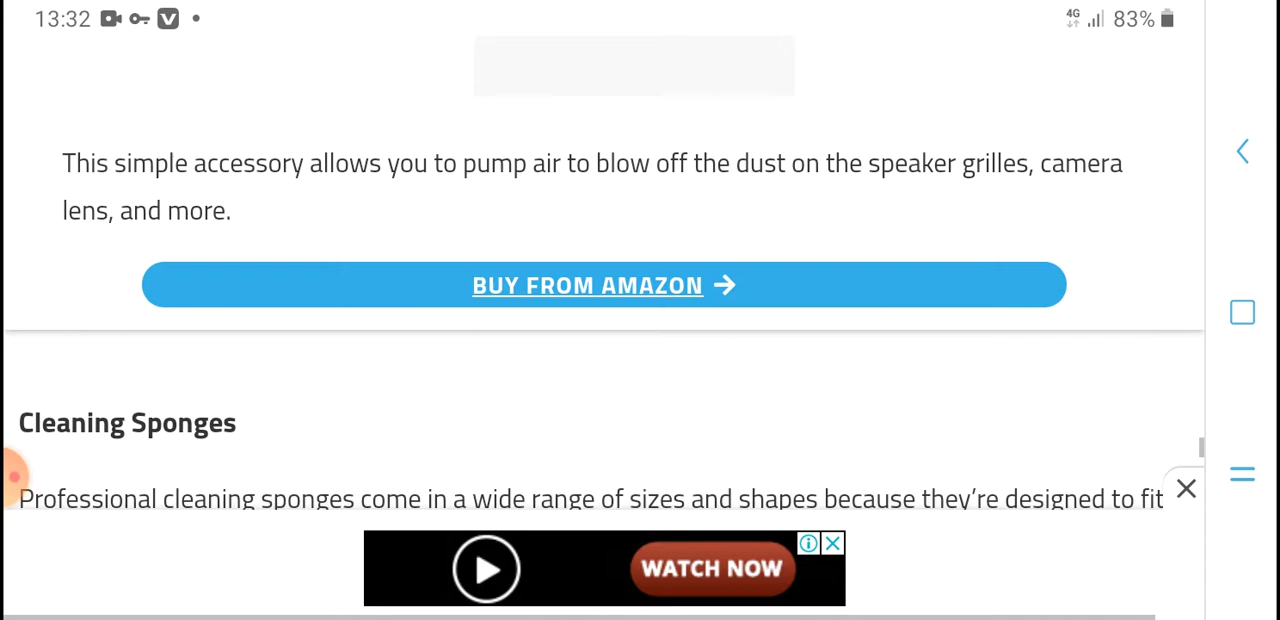 13:32
4G
83%
This simple accessory allows you to pump air to blow off the dust on the speaker grilles, camera
lens, and more.
BUY FROM AMAZON →
Cleaning Sponges
Professional cleaning sponges come in a wide range of sizes and shapes because they’re designed to fit
WATCH NOW